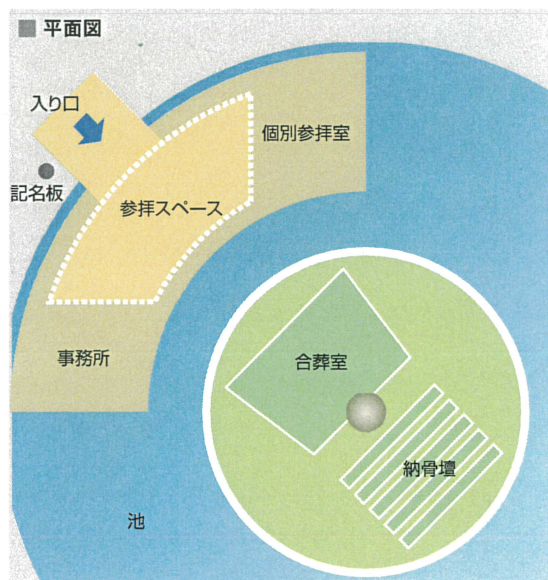 ■ 平面図
入り口
個別参拝室
記名板
参拝スペース
事務所
合葬室
納骨壇
池